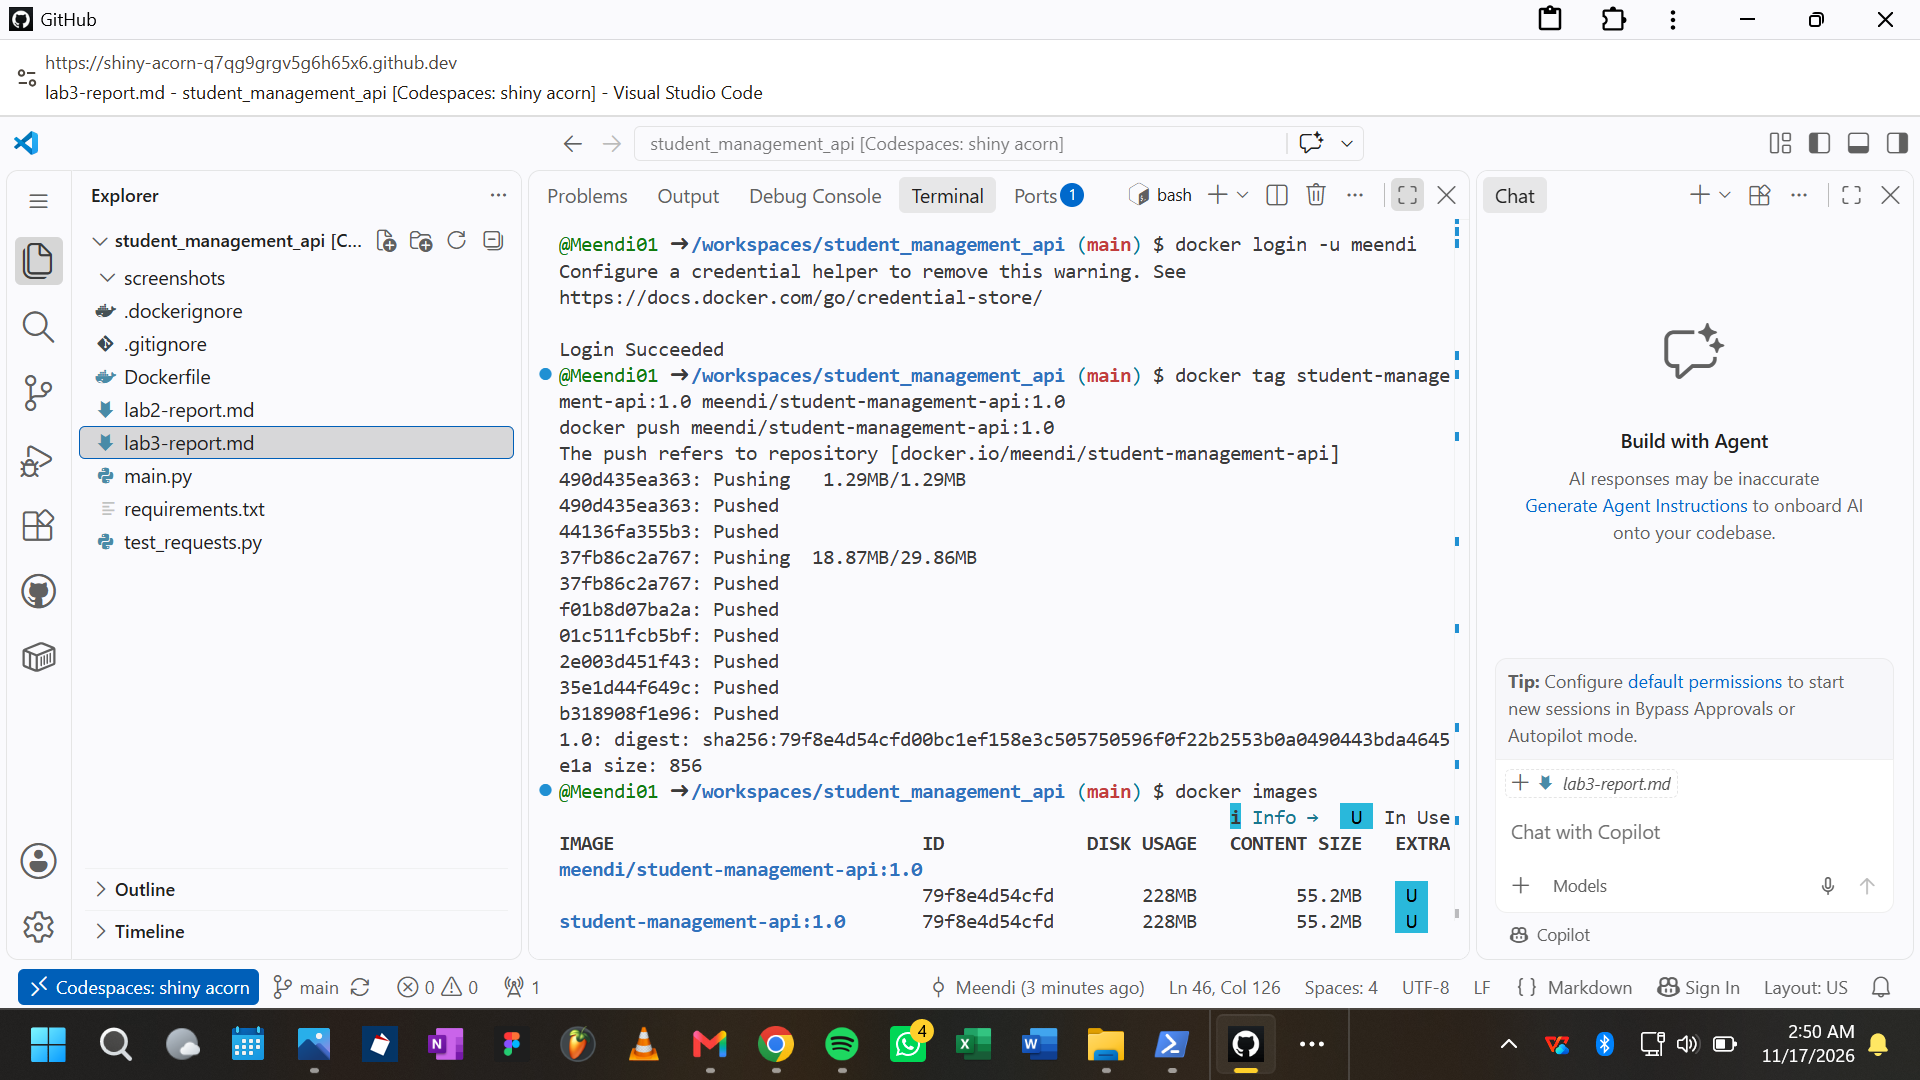 GitHub
https://shiny-acorn-q7qg9grgv5g6h65x6.github.dev
lab3-report.md - student_management_api [Codespaces: shiny acorn] - Visual Studio Code
student_management_api [Codespaces: shiny acorn]
Explorer
student_management_api [C...
screenshots
.dockerignore
.gitignore
Dockerfile
lab2-report.md
lab3-report.md
main.py
requirements.txt
test_requests.py
Outline
Timeline
Problems Output Debug Console Terminal Ports 1 bash
@Meendi01 ➜/workspaces/student_management_api (main) $ docker login -u meendi
Configure a credential helper to remove this warning. See
https://docs.docker.com/go/credential-store/
Login Succeeded
@Meendi01 ➜/workspaces/student_management_api (main) $ docker tag student-manage
ment-api:1.0 meendi/student-management-api:1.0
docker push meendi/student-management-api:1.0
The push refers to repository [docker.io/meendi/student-management-api]
490d435ea363: Pushing 1.29MB/1.29MB
490d435ea363: Pushed
44136fa355b3: Pushed
37fb86c2a767: Pushing 18.87MB/29.86MB
37fb86c2a767: Pushed
f01b8d07ba2a: Pushed
01c511fcb5bf: Pushed
2e003d451f43: Pushed
35e1d44f649c: Pushed
b318908f1e96: Pushed
1.0: digest: sha256:79f8e4d54cfd00bc1ef158e3c505750596f0f22b2553b0a0490443bda4645
e1a size: 856
@Meendi01 ➜/workspaces/student_management_api (main) $ docker images
i Info → U In Use
IMAGE ID DISK USAGE CONTENT SIZE EXTRA
meendi/student-management-api:1.0
79f8e4d54cfd 228MB 55.2MB U
student-management-api:1.0 79f8e4d54cfd 228MB 55.2MB U
Chat
Build with Agent
AI responses may be inaccurate
Generate Agent Instructions to onboard AI
onto your codebase.
Tip: Configure default permissions to start
new sessions in Bypass Approvals or
Autopilot mode.
lab3-report.md
Chat with Copilot
Models
Copilot
Codespaces: shiny acorn main 0 0 1 Meendi (3 minutes ago) Ln 46, Col 126 Spaces: 4 UTF-8 LF {} Markdown Sign In Layout: US
4
2:50 AM
11/17/2026